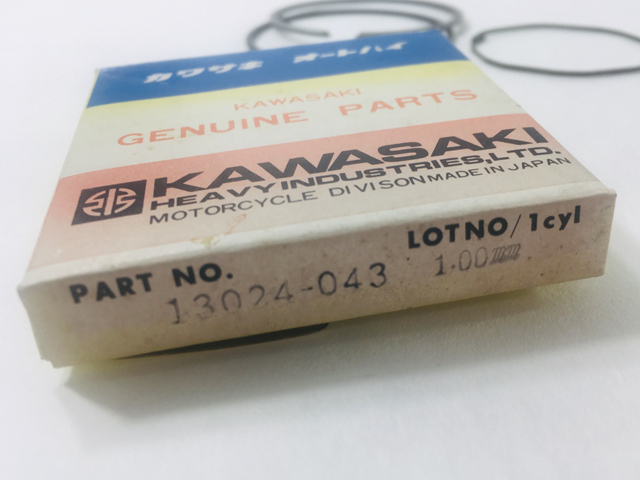 カワサキ オートバイ
KAWASAKI
GENUINE PARTS
KAWASAKI
HEAVY INDUSTRIES,LTD.
MOTORCYCLE DIVISON MADE IN JAPAN
PART NO. LOT NO/1cyl
13024-043 1.00mm